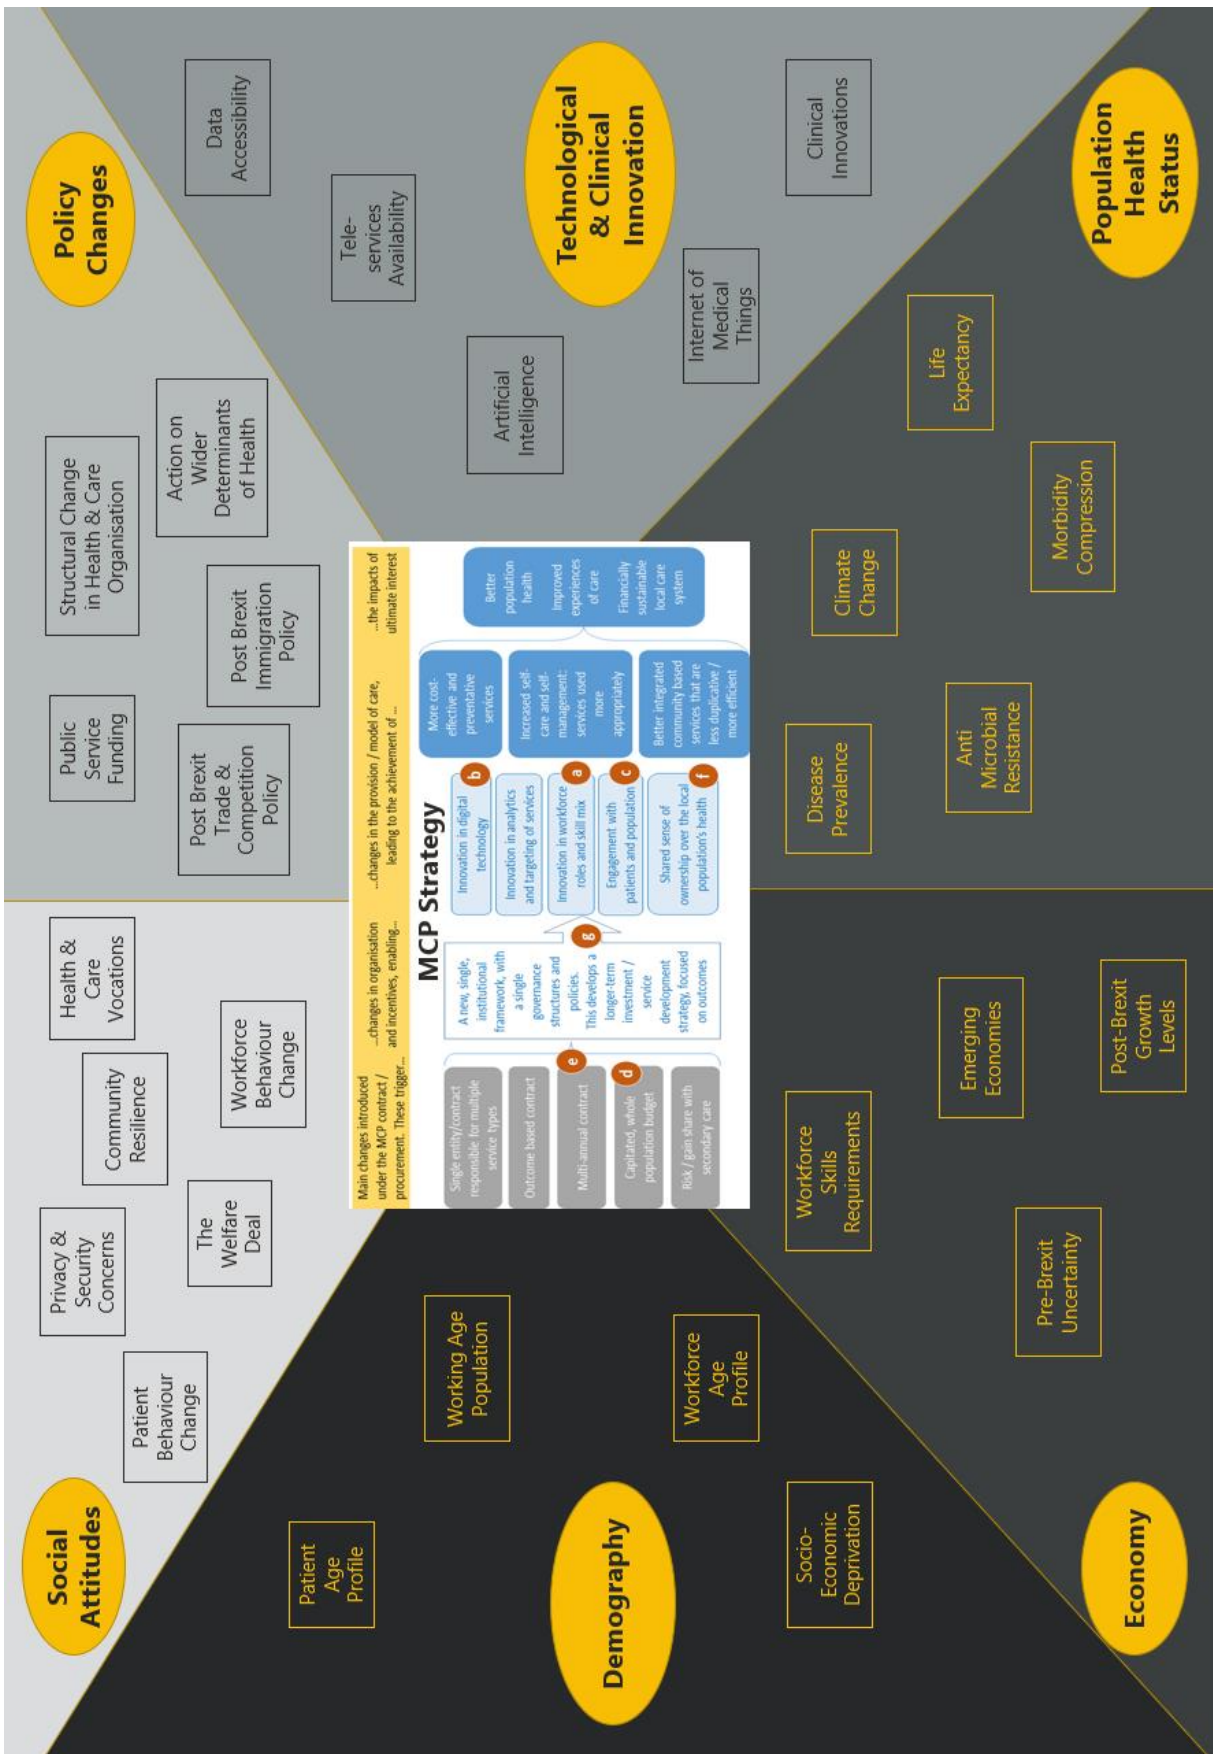 Social
Attitudes
Patient
Behaviour
Change
Privacy &
Security
Concerns
The
Welfare
Deal
Community
Resilience
Workforce
Behaviour
Change
Health &
Care
Vocations
Policy
Changes
Public
Service
Funding
Post Brexit
Trade &
Competition
Policy
Post Brexit
Immigration
Policy
Structural Change
in Health & Care
Organisation
Action on
Wider
Determinants
of Health
Technological
& Clinical
Innovation
Data
Accessibility
Tele-
services
Availability
Artificial
Intelligence
Internet of
Medical
Things
Clinical
Innovations
Demography
Patient
Age
Profile
Working Age
Population
Workforce
Age
Profile
Socio-
Economic
Deprivation
Main changes introduced
under the MCP contract /
procurement. These trigger...
...changes in organisation
and incentives, enabling...
...changes in the provision / model of care,
leading to the achievement of ...
...the impacts of
ultimate interest
MCP Strategy
Single entity/contract
responsible for multiple
service types
Outcome based contract
Multi-annual contract
Capitated, whole
population budget
Risk / gain share with
secondary care
e
d
A new, single,
institutional
framework, with
a single
governance
structures and
policies.
This develops a
longer-term
investment /
service
development
strategy, focused
on outcomes
g
Innovation in digital
technology
b
Innovation in analytics
and targeting of services
Innovation in workforce
roles and skill mix
a
Engagement with
patients and population
c
Shared sense of
ownership over the local
population's health
f
More cost-
effective and
preventative
services
Increased self-
care and self-
management:
services used
more
appropriately
Better integrated
community based
services that are
less duplicative /
more efficient
Better
population
health
Improved
experiences
of care
Financially
sustainable
local care
system
Economy
Pre-Brexit
Uncertainty
Workforce
Skills
Requirements
Emerging
Economies
Post-Brexit
Growth
Levels
Population
Health
Status
Disease
Prevalence
Anti
Microbial
Resistance
Climate
Change
Morbidity
Compression
Life
Expectancy